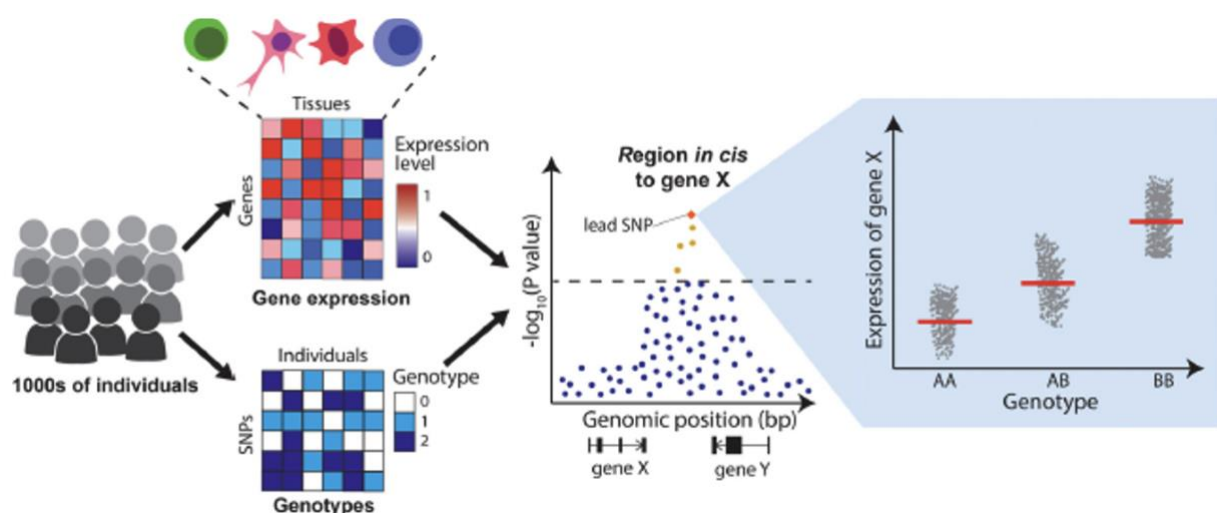 Tissues
Genes
Expression
level
1
0
Gene expression
1000s of individuals
Individuals
SNPs
Genotype
0
1
2
Genotypes
Region in cis
to gene X
lead SNP
-log10(P value)
Genomic position (bp)
gene X
gene Y
Expression of gene X
AA
AB
BB
Genotype